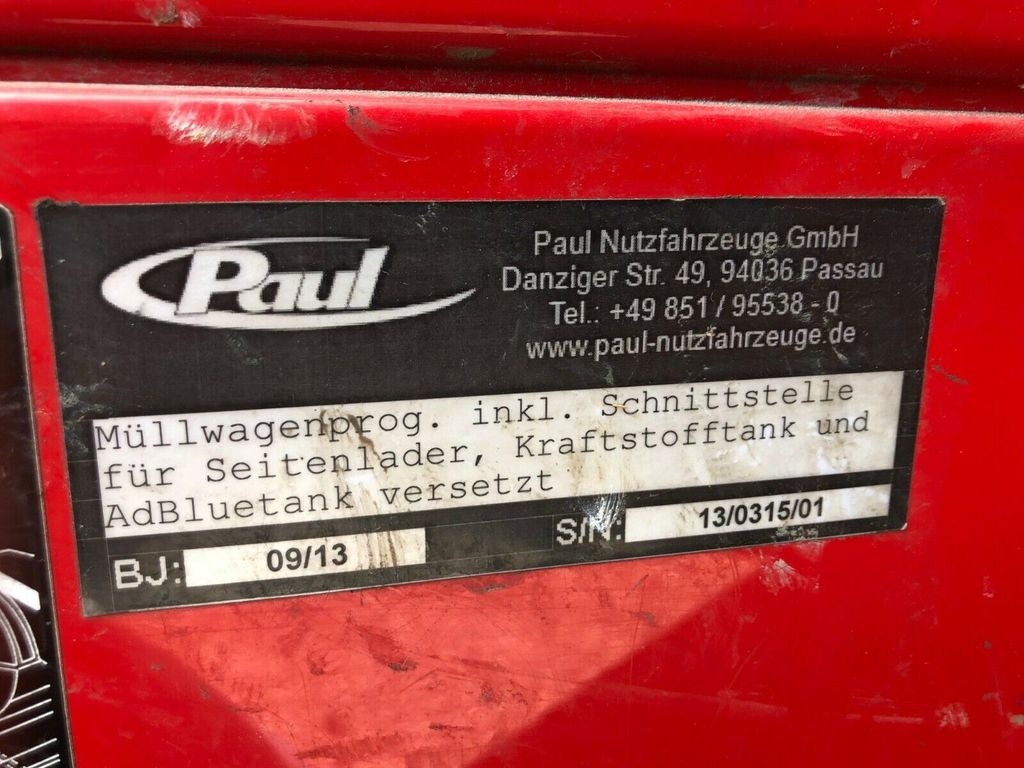 Paul
Paul Nutzfahrzeuge GmbH
Danziger Str. 49, 94036 Passau
Tel.: +49 851 / 95538 - 0
www.paul-nutzfahrzeuge.de
Müllwagenprog. inkl. Schnittstelle
für Seitenlader, Kraftstofftank und
AdBluetank versetzt
BJ: 09/13
S/N: 13/0315/01